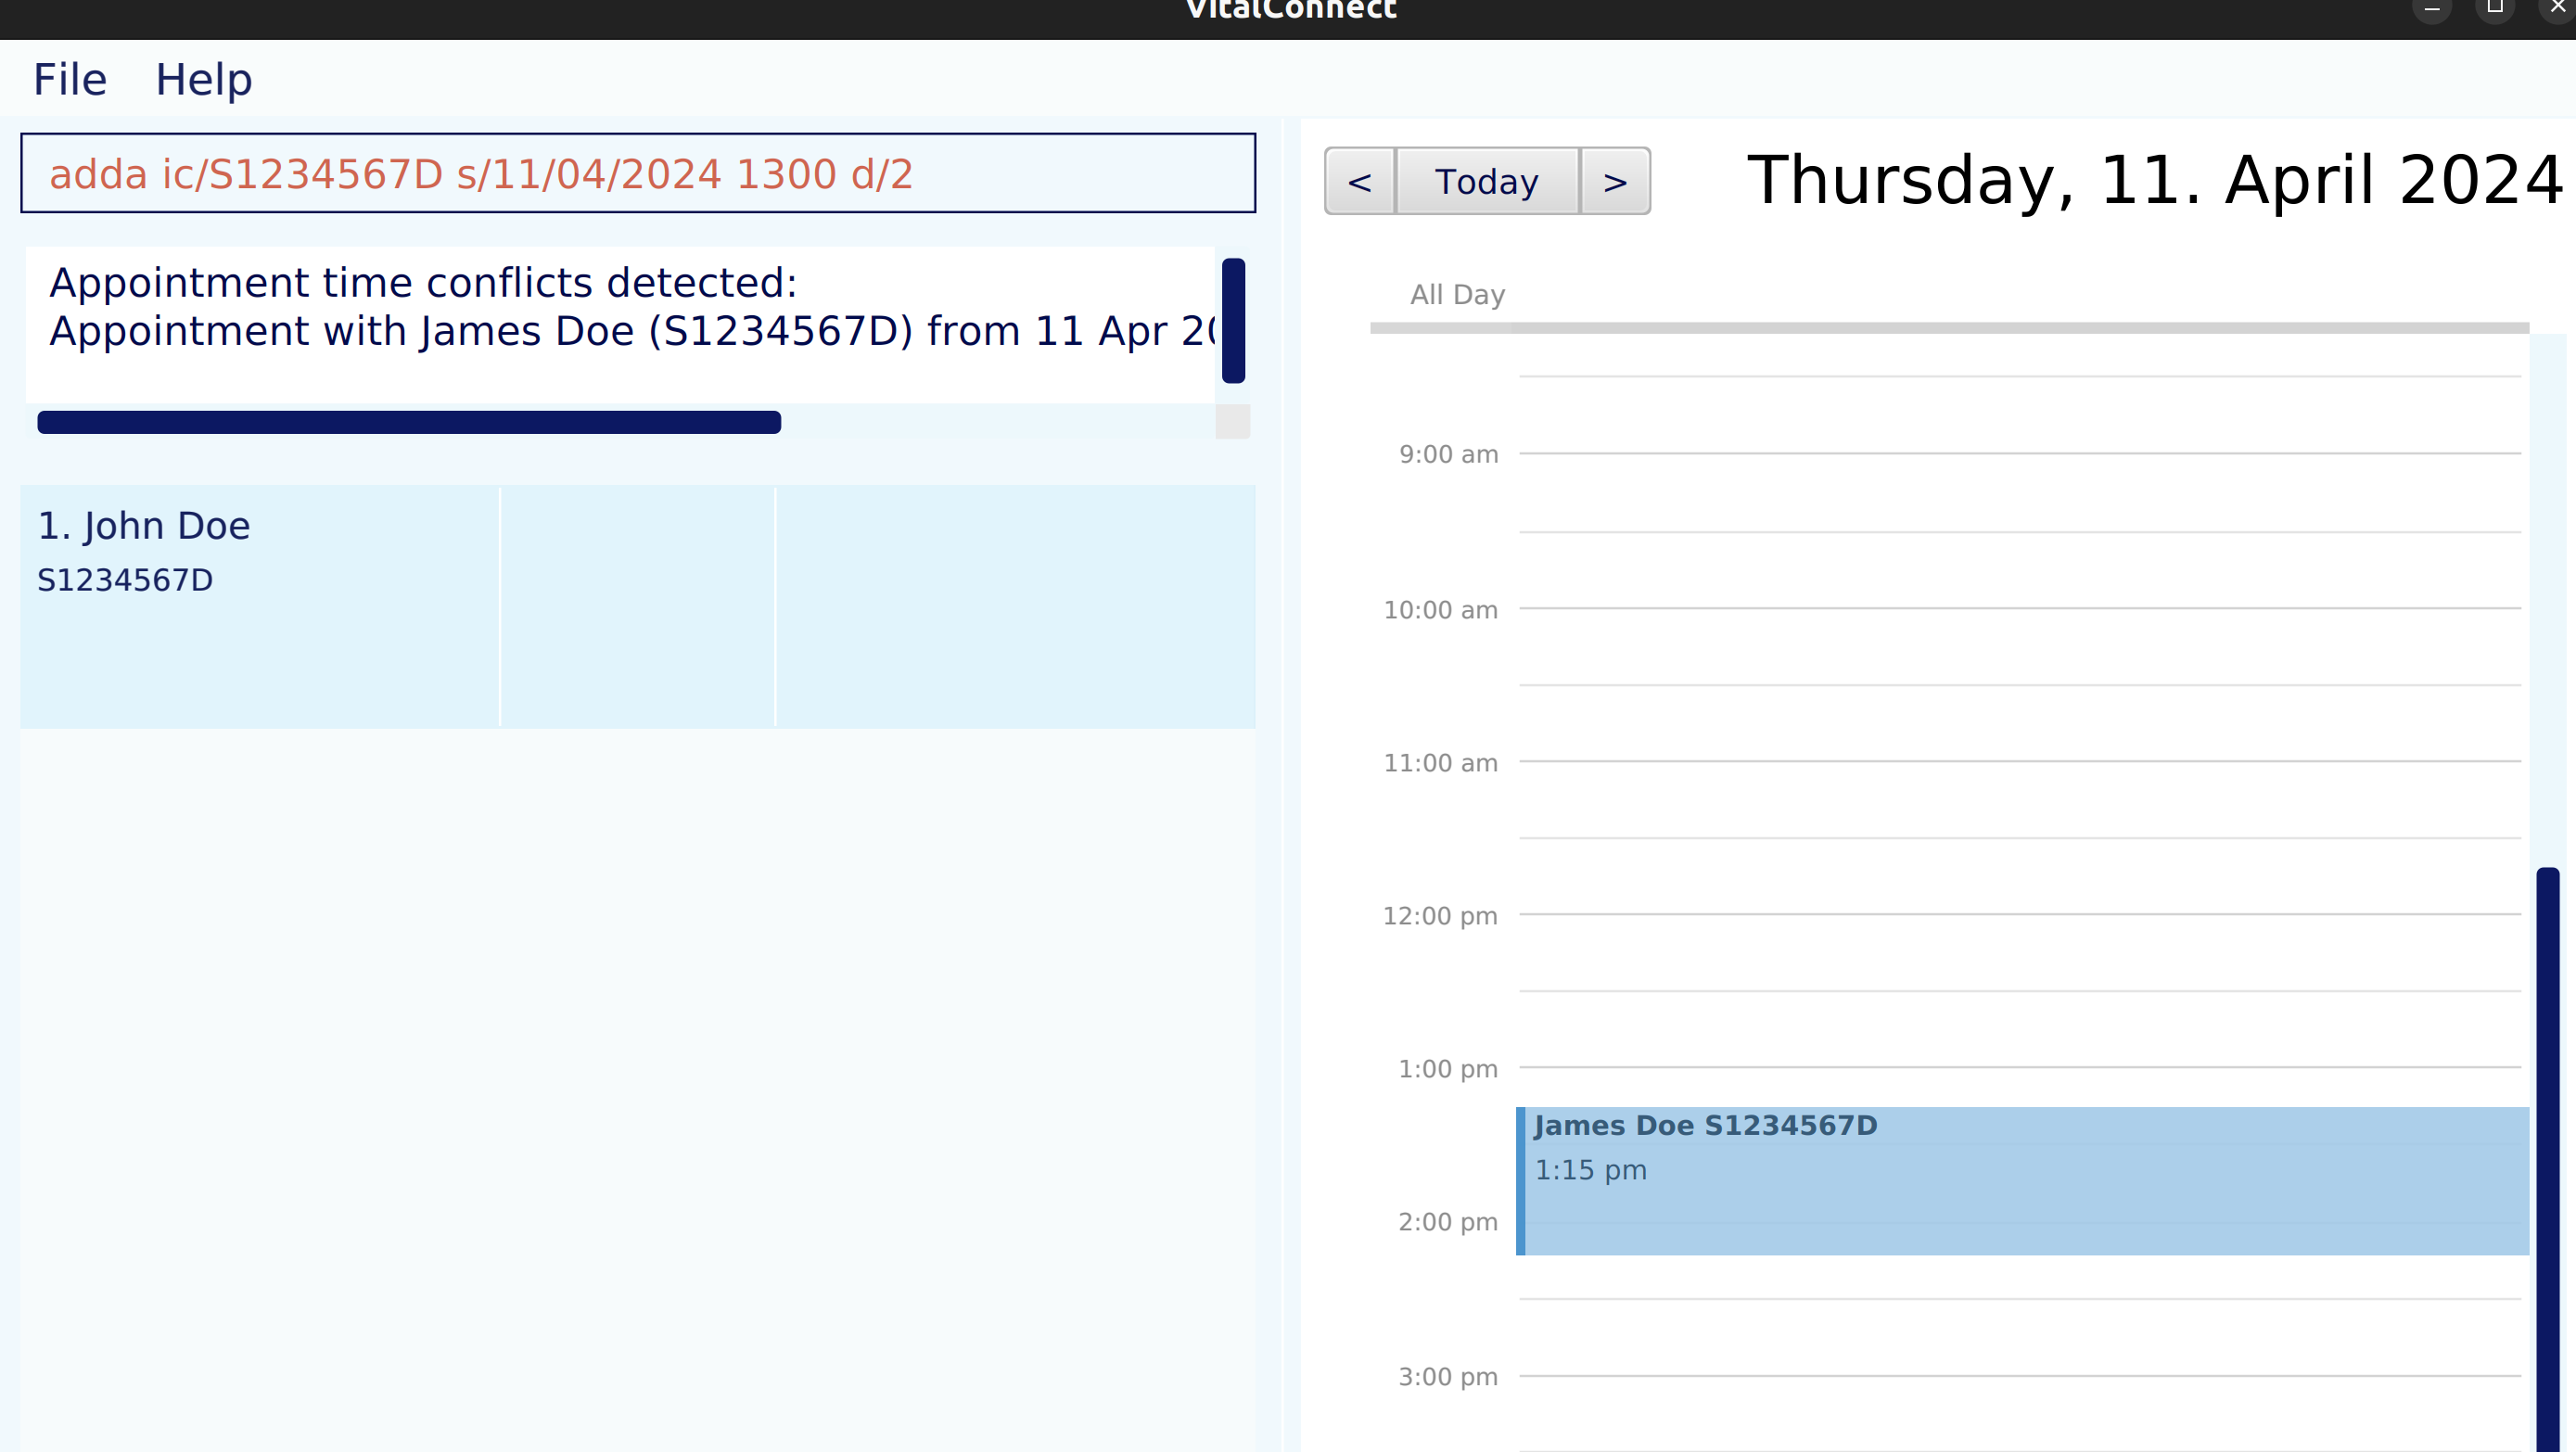 VitalConnect
File Help
adda ic/S1234567D s/11/04/2024 1300 d/2
Appointment time conflicts detected:
Appointment with James Doe (S1234567D) from 11 Apr 20
1. John Doe
S1234567D
< Today >
Thursday, 11. April 2024
All Day
9:00 am
10:00 am
11:00 am
12:00 pm
1:00 pm
James Doe S1234567D
1:15 pm
2:00 pm
3:00 pm